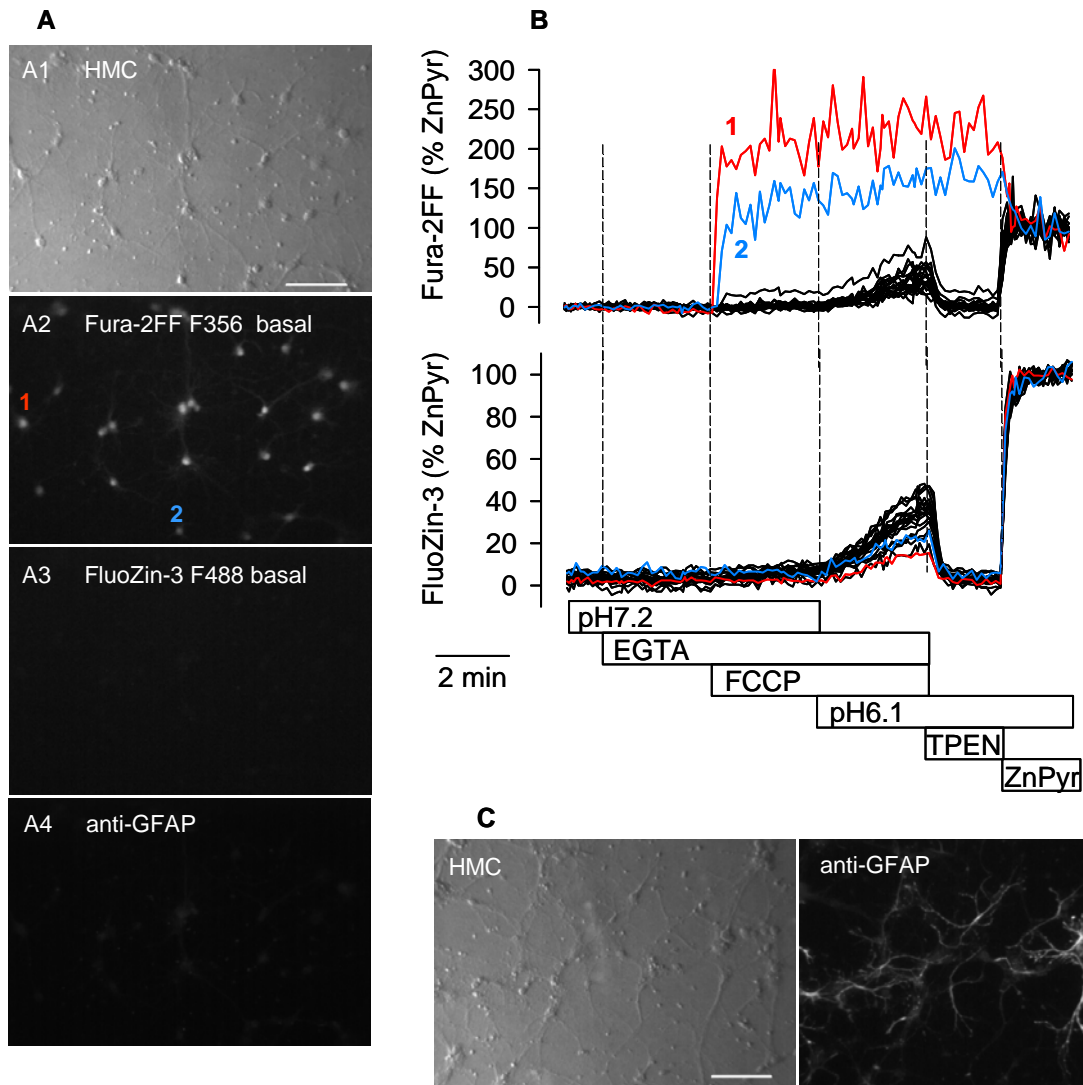 A
A1 HMC
A2 Fura-2FF F356 basal
1
2
A3 FluoZin-3 F488 basal
A4 anti-GFAP
B
Fura-2FF (% ZnPyr)
300
250
200
150
100
50
0
1
2
FluoZin-3 (% ZnPyr)
100
80
60
40
20
0
pH7.2
EGTA
FCCP
pH6.1
TPEN
ZnPyr
2 min
C
HMC
anti-GFAP